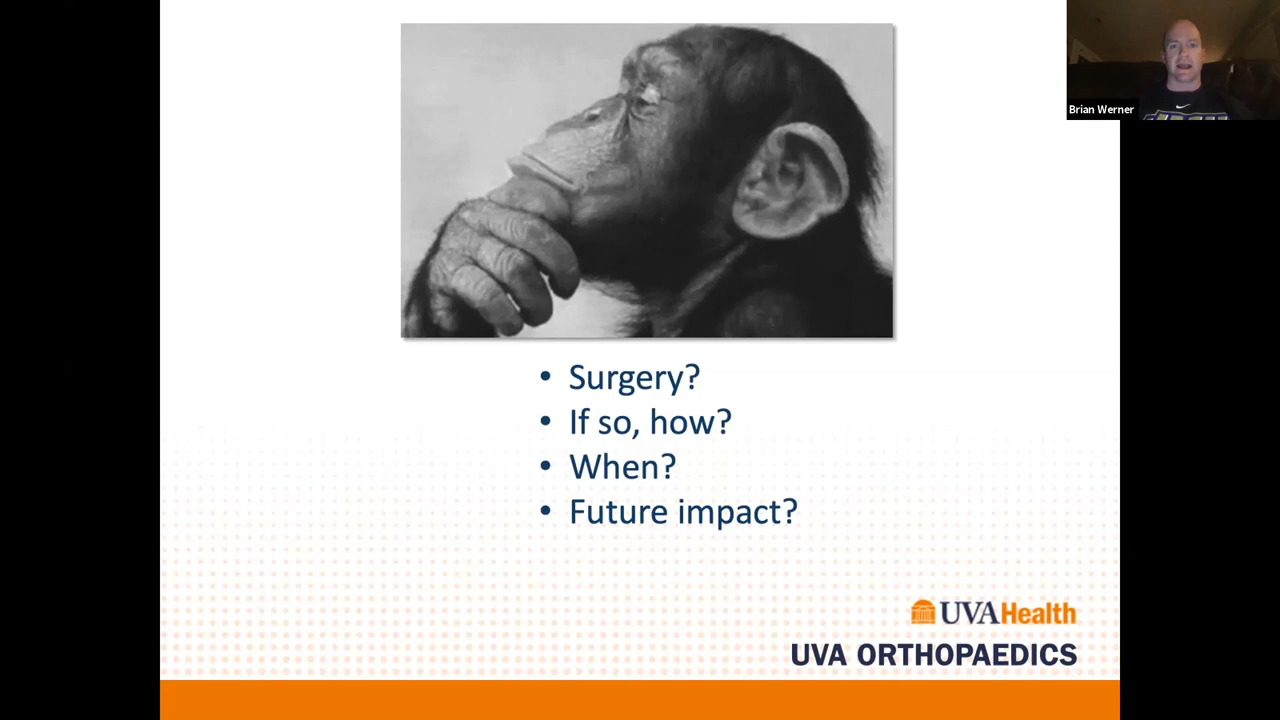 Brian Werner
• Surgery?
• If so, how?
• When?
• Future impact?
UVAHealth
UVA ORTHOPAEDICS